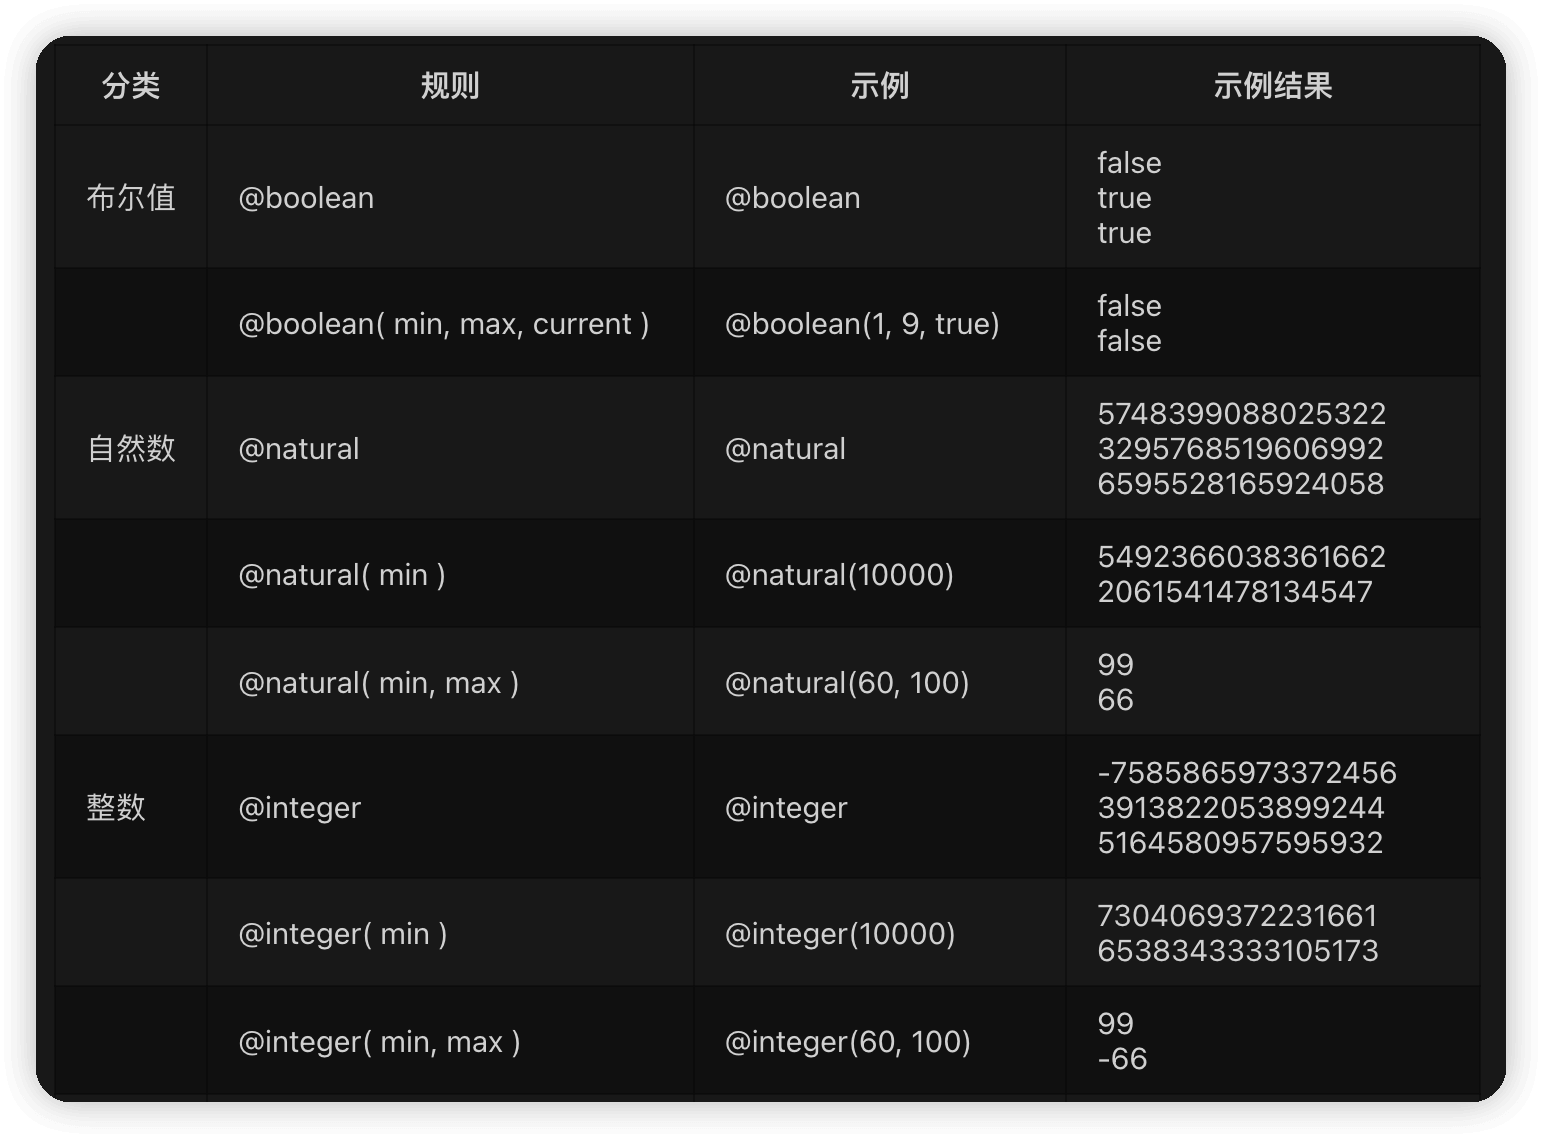 分类 规则 示例 示例结果
布尔值 @boolean @boolean false
true
true
@boolean( min, max, current ) @boolean(1, 9, true) false
false
自然数 @natural @natural 5748399088025322
3295768519606992
6595528165924058
@natural( min ) @natural(10000) 5492366038361662
2061541478134547
@natural( min, max ) @natural(60, 100) 99
66
整数 @integer @integer -7585865973372456
3913822053899244
5164580957595932
@integer( min ) @integer(10000) 7304069372231661
6538343333105173
@integer( min, max ) @integer(60, 100) 99
-66